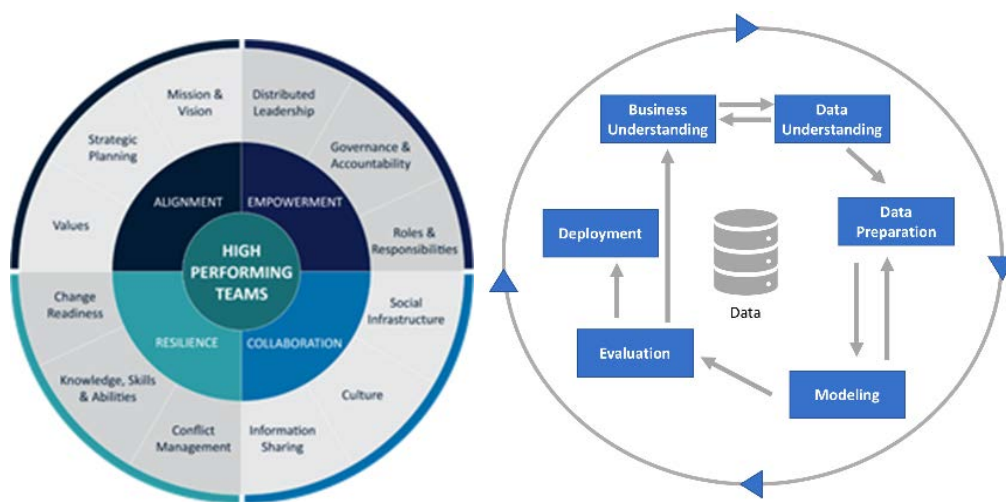 Mission &
Vision
Distributed
Leadership
Strategic
Planning
Governance &
Accountability
Values
ALIGNMENT
EMPOWERMENT
Roles &
Responsibilities
HIGH
PERFORMING
TEAMS
Change
Readiness
Social
Infrastructure
RESILIENCE
COLLABORATION
Knowledge, Skills
& Abilities
Culture
Conflict
Management
Information
Sharing
Business
Understanding
Data
Understanding
Data
Preparation
Deployment
Data
Evaluation
Modeling